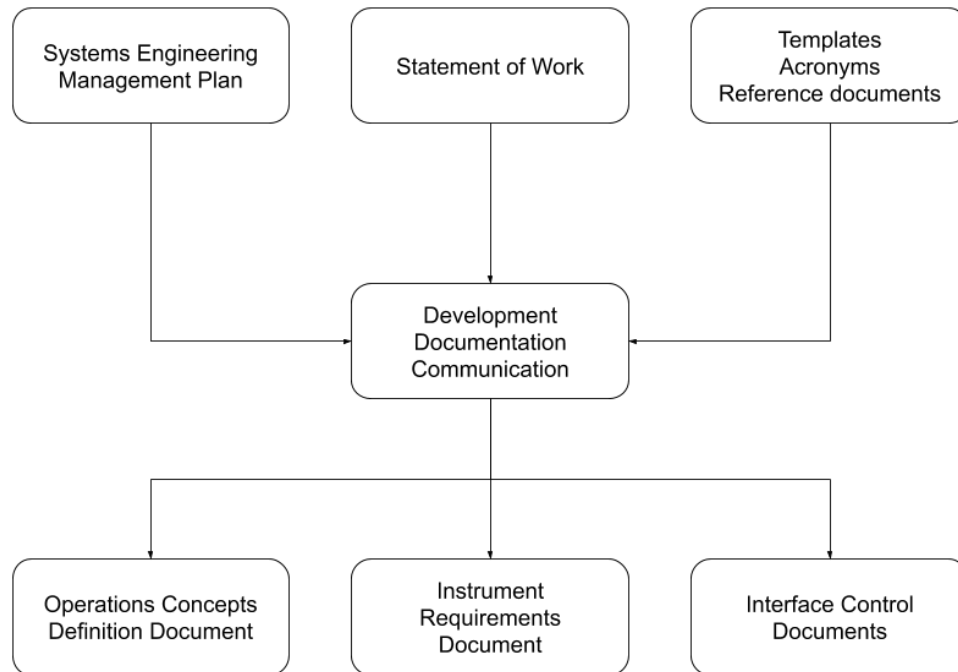 Systems Engineering
Management Plan
Statement of Work
Templates
Acronyms
Reference documents
Development
Documentation
Communication
Operations Concepts
Definition Document
Instrument
Requirements
Document
Interface Control
Documents